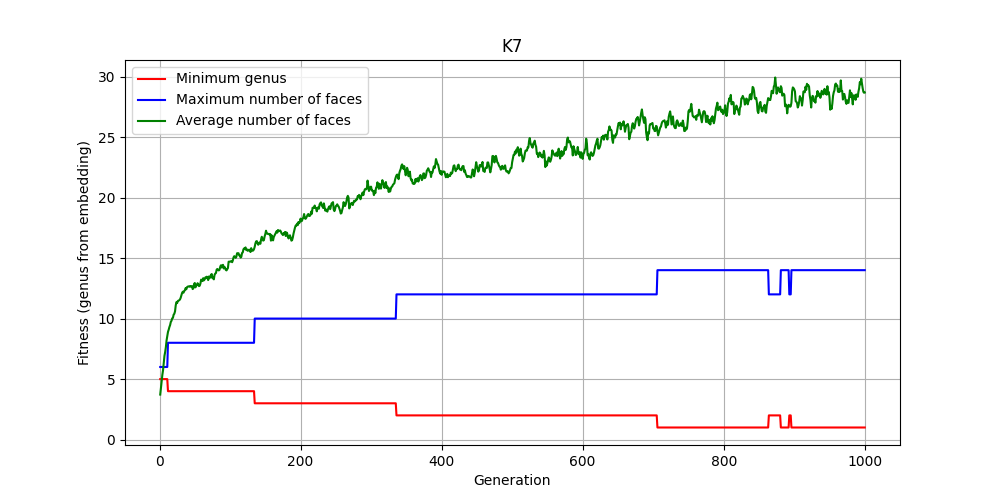 K7
Minimum genus
Maximum number of faces
Average number of faces
Fitness (genus from embedding)
30
25
20
15
10
5
0
0 200 400 600 800 1000
Generation